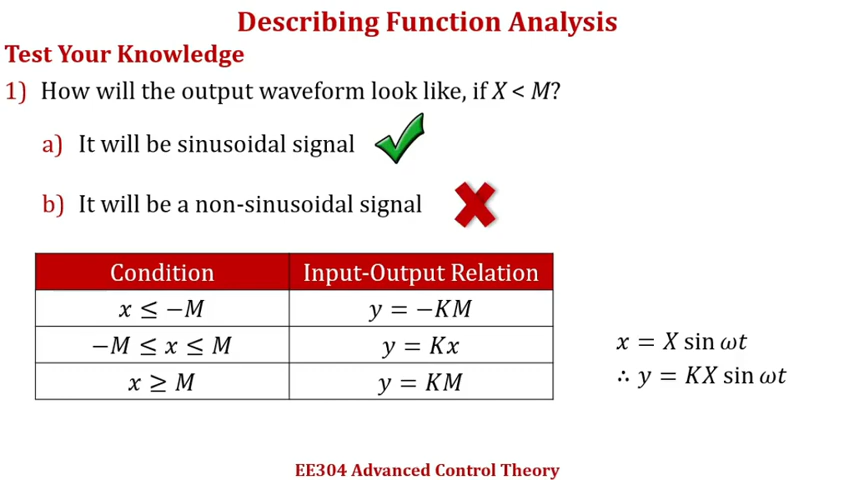 Describing Function Analysis
Test Your Knowledge
1) How will the output waveform look like, if X < M?
a) It will be sinusoidal signal
b) It will be a non-sinusoidal signal
Condition Input-Output Relation
x ≤ −M y = −KM
−M ≤ x ≤ M y = Kx
x ≥ M y = KM
x = X sin ωt
∴ y = KX sin ωt
EE304 Advanced Control Theory